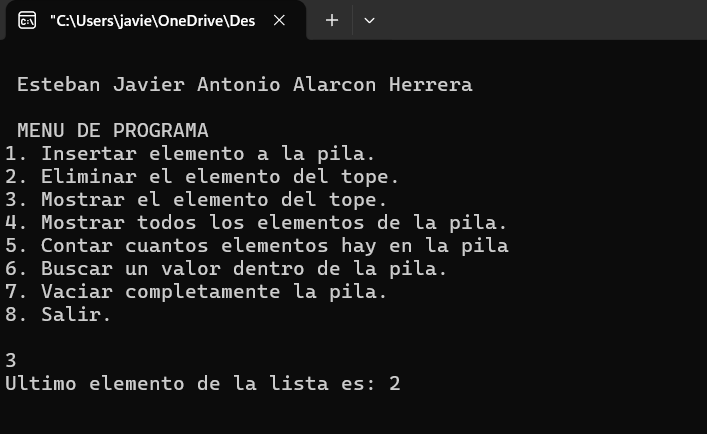 "C:\Users\javie\OneDrive\Des
Esteban Javier Antonio Alarcon Herrera
MENU DE PROGRAMA
1. Insertar elemento a la pila.
2. Eliminar el elemento del tope.
3. Mostrar el elemento del tope.
4. Mostrar todos los elementos de la pila.
5. Contar cuantos elementos hay en la pila
6. Buscar un valor dentro de la pila.
7. Vaciar completamente la pila.
8. Salir.
3
Ultimo elemento de la lista es: 2